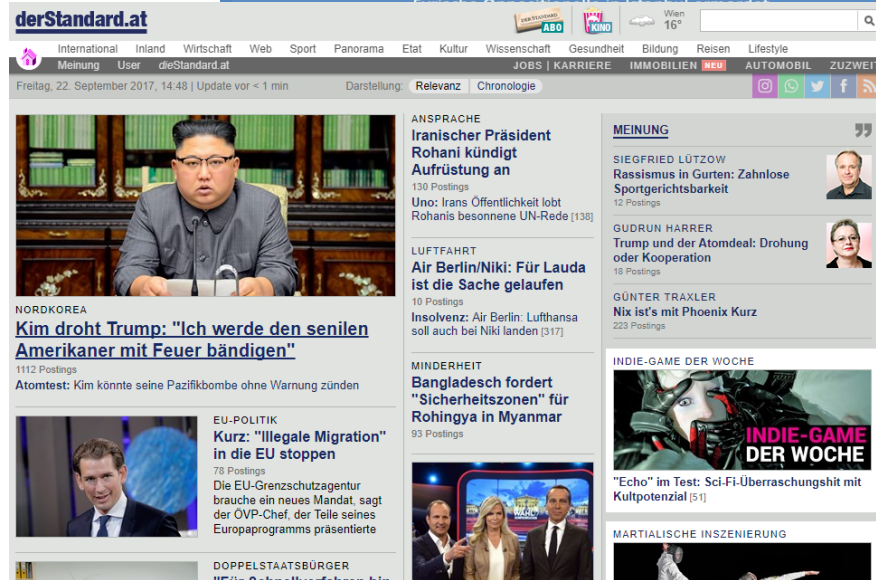 derStandard.at
DER STANDARD
ABO
KINO
Wien
16°
International Inland Wirtschaft Web Sport Panorama Etat Kultur Wissenschaft Gesundheit Bildung Reisen Lifestyle
Meinung User dieStandard.at JOBS | KARRIERE IMMOBILIEN NEU AUTOMOBIL ZUZWEIT
Freitag, 22. September 2017, 14:48 | Update vor < 1 min Darstellung: Relevanz Chronologie
NORDKOREA
Kim droht Trump: "Ich werde den senilen
Amerikaner mit Feuer bändigen"
1112 Postings
Atomtest: Kim könnte seine Pazifikbombe ohne Warnung zünden
EU-POLITIK
Kurz: "Illegale Migration"
in die EU stoppen
78 Postings
Die EU-Grenzschutzagentur
brauche ein neues Mandat, sagt
der ÖVP-Chef, der Teile seines
Europaprogramms präsentierte
DOPPELSTAATSBÜRGER
ANSPRACHE
Iranischer Präsident
Rohani kündigt
Aufrüstung an
130 Postings
Uno: Irans Öffentlichkeit lobt
Rohanis besonnene UN-Rede [138]
LUFTFAHRT
Air Berlin/Niki: Für Lauda
ist die Sache gelaufen
10 Postings
Insolvenz: Air Berlin: Lufthansa
soll auch bei Niki landen [317]
MINDERHEIT
Bangladesch fordert
"Sicherheitszonen" für
Rohingya in Myanmar
93 Postings
WAHL
MEINUNG
SIEGFRIED LÜTZOW
Rassismus in Gurten: Zahnlose
Sportgerichtsbarkeit
12 Postings
GUDRUN HARRER
Trump und der Atomdeal: Drohung
oder Kooperation
18 Postings
GÜNTER TRAXLER
Nix ist's mit Phoenix Kurz
223 Postings
INDIE-GAME DER WOCHE
INDIE-GAME
DER WOCHE
"Echo" im Test: Sci-Fi-Überraschungshit mit
Kultpotenzial [51]
MARTIALISCHE INSZENIERUNG